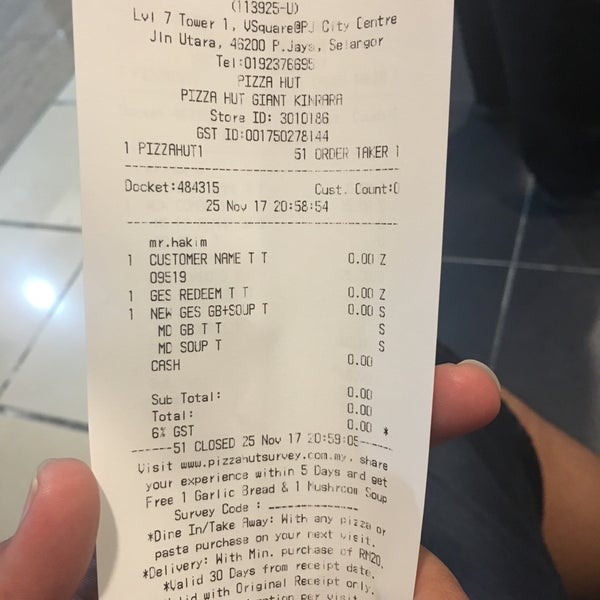 (113925-U)
Lvl 7 Tower 1, VSquare@PJ City Centre
Jln Utara, 46200 P.Jaya, Selangor
Tel:0192376695
PIZZA HUT
PIZZA HUT GIANT KINRARA
Store ID: 3010186
GST ID:001750278144
1 PIZZAHUT1 51 ORDER TAKER 1
Docket:484315 Cust. Count:0
25 Nov 17 20:58:54
mr.hakim
1 CUSTOMER NAME T T 0.00 Z
09519
1 GES REDEEM T T 0.00 Z
1 NEW GES GB+SOUP T 0.00 S
MD GB T T S
MD SOUP T S
CASH 0.00
Sub Total: 0.00
Total: 0.00
6% GST 0.00 *
------51 CLOSED 25 Nov 17 20:59:05-----
Visit www.pizzahutsurvey.com.my, share
your experience within 5 Days and get
Free 1 Garlic Bread & 1 Mushroom Soup
Survey Code : -------------
*Dine In/Take Away: With any pizza or
pasta purchase on your next visit.
*Delivery: With Min. purchase of RM20.
*Valid 30 Days from receipt date.
with Original Receipt only.
per visit